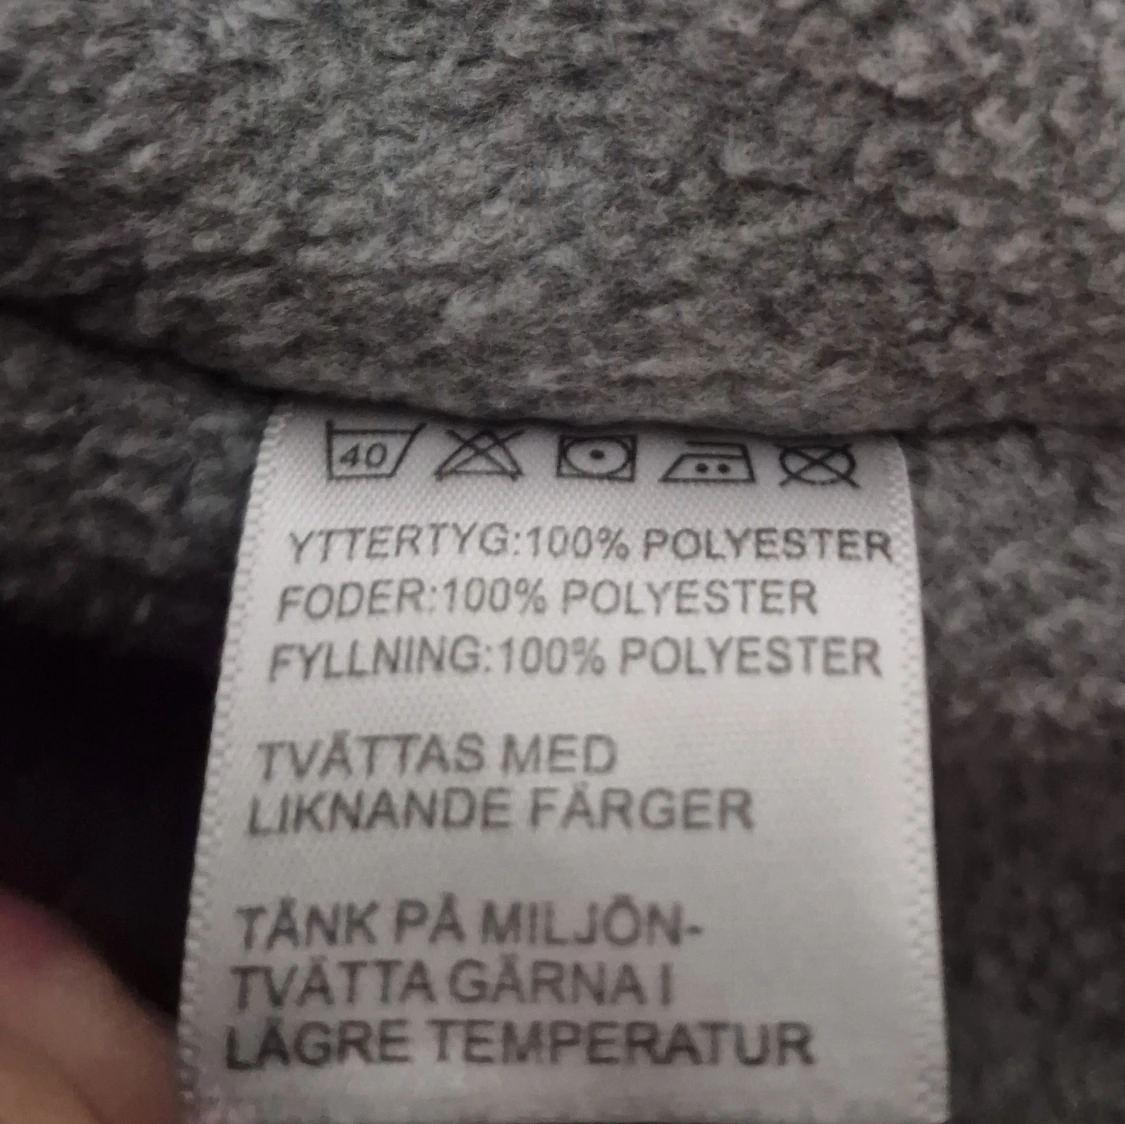 40
YTTERTYG:100% POLYESTER
FODER:100% POLYESTER
FYLLNING:100% POLYESTER
TVÄTTAS MED
LIKNANDE FÄRGER
TÄNK PÅ MILJÖN-
TVÄTTA GÄRNA I
LÄGRE TEMPERATUR